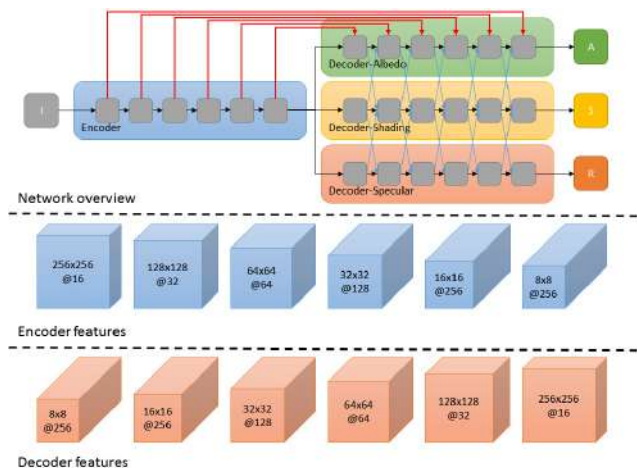 A
Decoder-Albedo
I
Encoder
Decoder-Shading
S
Decoder-Specular
R
Network overview
256x256
@16
128x128
@32
64x64
@64
32x32
@128
16x16
@256
8x8
@256
Encoder features
8x8
@256
16x16
@256
32x32
@128
64x64
@64
128x128
@32
256x256
@16
Decoder features